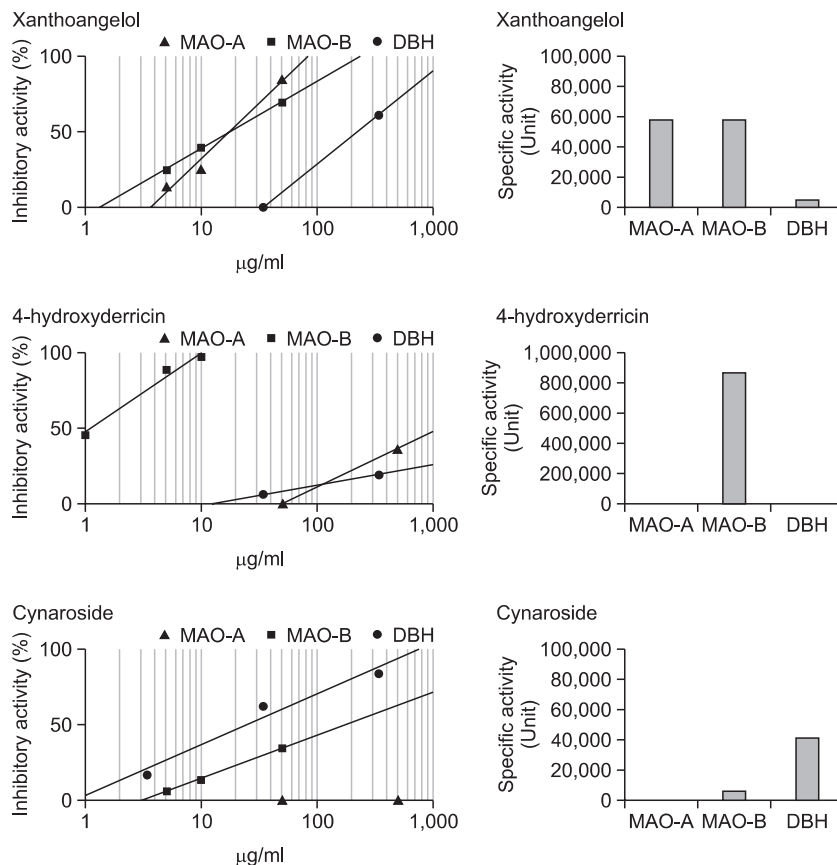 Xanthoangelol
▲ MAO-A ■ MAO-B ● DBH
Inhibitory activity (%)
100
50
0
1 10 100 1,000
μg/ml
Specific activity
(Unit)
100,000
80,000
60,000
40,000
20,000
0
MAO-A MAO-B DBH
4-hydroxyderricin
▲ MAO-A ■ MAO-B ● DBH
Inhibitory activity (%)
100
50
0
1 10 100 1,000
μg/ml
4-hydroxyderricin
Specific activity
(Unit)
1,000,000
800,000
600,000
400,000
200,000
0
MAO-A MAO-B DBH
Cynaroside
▲ MAO-A ■ MAO-B ● DBH
Inhibitory activity (%)
100
50
0
1 10 100 1,000
μg/ml
Cynaroside
Specific activity
(Unit)
100,000
80,000
60,000
40,000
20,000
0
MAO-A MAO-B DBH